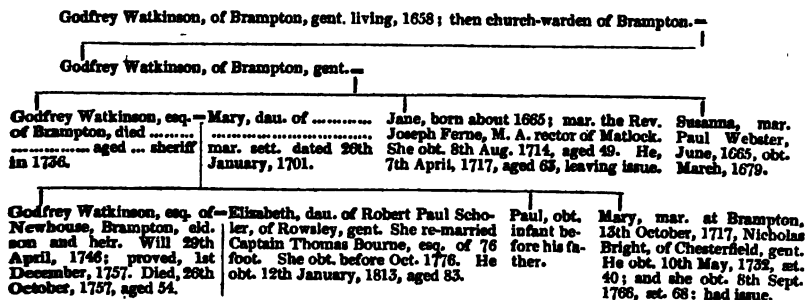 Godfrey Watkinson, of Brampton, gent. living, 1658; then church-warden of Brampton.=
Godfrey Watkinson, of Brampton, gent.=
Godfrey Watkinson, esq.=
of Brampton, died .........
.................. aged ... sheriff
in 1736.
Mary, dau. of ............
..............................
mar. sett. dated 26th
January, 1701.
Jane, born about 1665; mar. the Rev.
Joseph Ferne, M. A. rector of Matlock.
She obt. 8th Aug. 1714, aged 49. He,
7th April, 1717, aged 63, leaving issue.
Susanna, mar.
Paul Webster,
June, 1665, obt.
March, 1679.
Godfrey Watkinson, esq. of=
Newhouse, Brampton, eld.
son and heir. Will 29th
April, 1746; proved, 1st
December, 1757. Died, 26th
October, 1757, aged 54.
Elizabeth, dau. of Robert Paul Scho-
ler, of Rowsley, gent. She re-married
Captain Thomas Bourne, esq. of 76
foot. She obt. before Oct. 1776. He
obt. 12th January, 1813, aged 83.
Paul, obt.
infant be-
fore his fa-
ther.
Mary, mar. at Brampton,
13th October, 1717, Nicholas
Bright, of Chesterfield, gent.
He obt. 10th May, 1732, æt.
40; and she obt. 8th Sept.
1766, æt. 68; had issue.